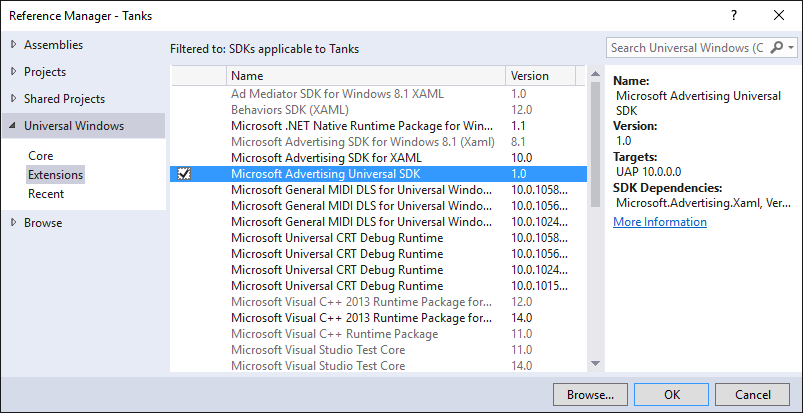 Reference Manager - Tanks
? ×
Assemblies
Projects
Shared Projects
Universal Windows
Core
Extensions
Recent
Browse
Filtered to: SDKs applicable to Tanks
Name Version
Ad Mediator SDK for Windows 8.1 XAML 1.0
Behaviors SDK (XAML) 12.0
Microsoft .NET Native Runtime Package for Win... 1.1
Microsoft Advertising SDK for Windows 8.1 (Xaml) 8.1
Microsoft Advertising SDK for XAML 10.0
Microsoft Advertising Universal SDK 1.0
Microsoft General MIDI DLS for Universal Windo... 10.0.1058...
Microsoft General MIDI DLS for Universal Windo... 10.0.1056...
Microsoft General MIDI DLS for Universal Windo... 10.0.1024...
Microsoft Universal CRT Debug Runtime 10.0.1058...
Microsoft Universal CRT Debug Runtime 10.0.1056...
Microsoft Universal CRT Debug Runtime 10.0.1024...
Microsoft Universal CRT Debug Runtime 10.0.1015...
Microsoft Visual C++ 2013 Runtime Package for... 12.0
Microsoft Visual C++ 2013 Runtime Package for... 14.0
Microsoft Visual C++ Runtime Package 11.0
Microsoft Visual Studio Test Core 11.0
Microsoft Visual Studio Test Core 14.0
Search Universal Windows (C
Name:
Microsoft Advertising Universal
SDK
Version:
1.0
Targets:
UAP 10.0.0.0
SDK Dependencies:
Microsoft.Advertising.Xaml, Ver...
More Information
Browse... OK Cancel